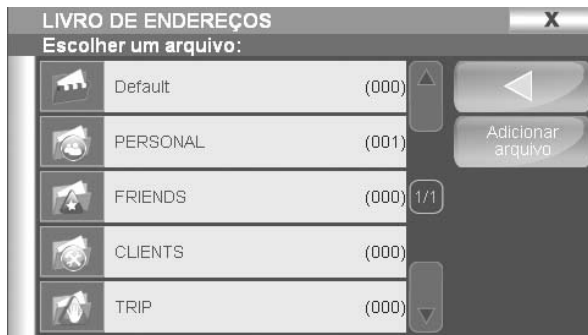 LIVRO DE ENDEREÇOS X
Escolher um arquivo:
Default (000)
PERSONAL (001)
Adicionar
arquivo
FRIENDS (000) 1/1
CLIENTS (000)
TRIP (000)